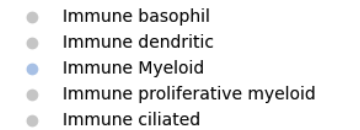 Immune basophil
Immune dendritic
Immune Myeloid
Immune proliferative myeloid
Immune ciliated